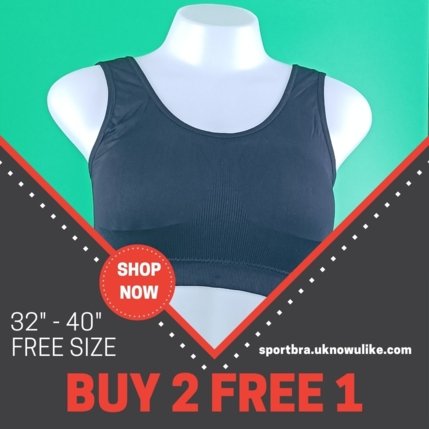 SHOP
NOW
32" - 40"
FREE SIZE
sportbra.uknowulike.com
BUY 2 FREE 1